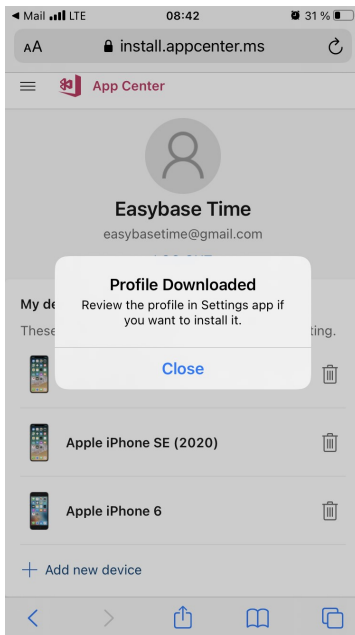 Mail LTE 08:42 31 %
AA install.appcenter.ms
App Center
Easybase Time
easybasetime@gmail.com
Profile Downloaded
Review the profile in Settings app if
you want to install it.
Close
My de
These ting.
Apple iPhone SE (2020)
Apple iPhone 6
+ Add new device